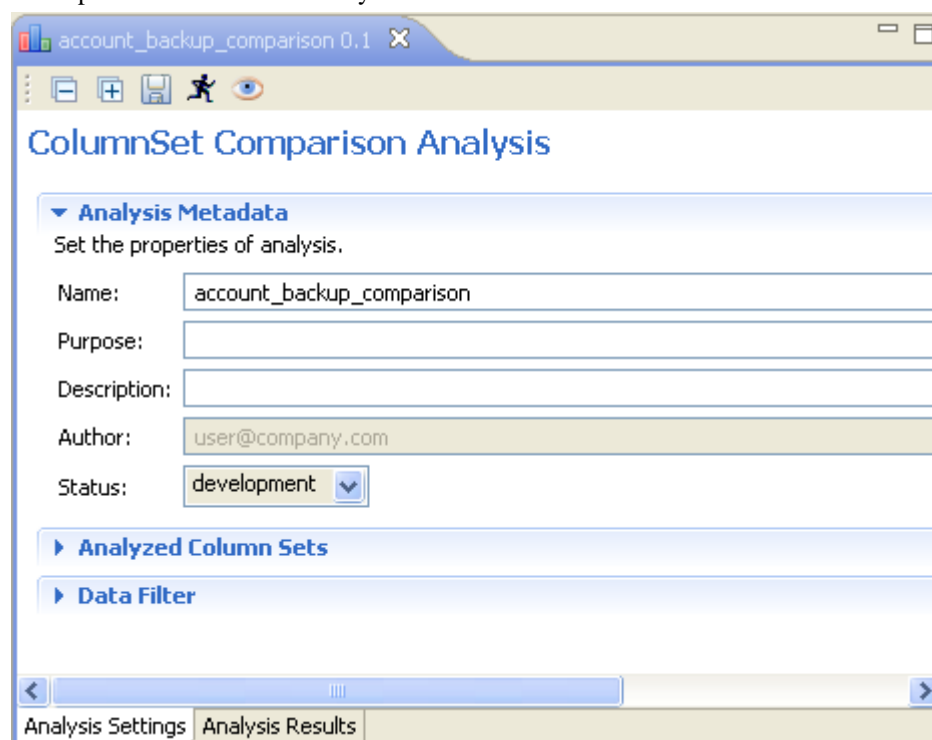 account_backup_comparison 0.1
ColumnSet Comparison Analysis
Analysis Metadata
Set the properties of analysis.
Name: account_backup_comparison
Purpose:
Description:
Author: user@company.com
Status: development
Analyzed Column Sets
Data Filter
Analysis Settings Analysis Results